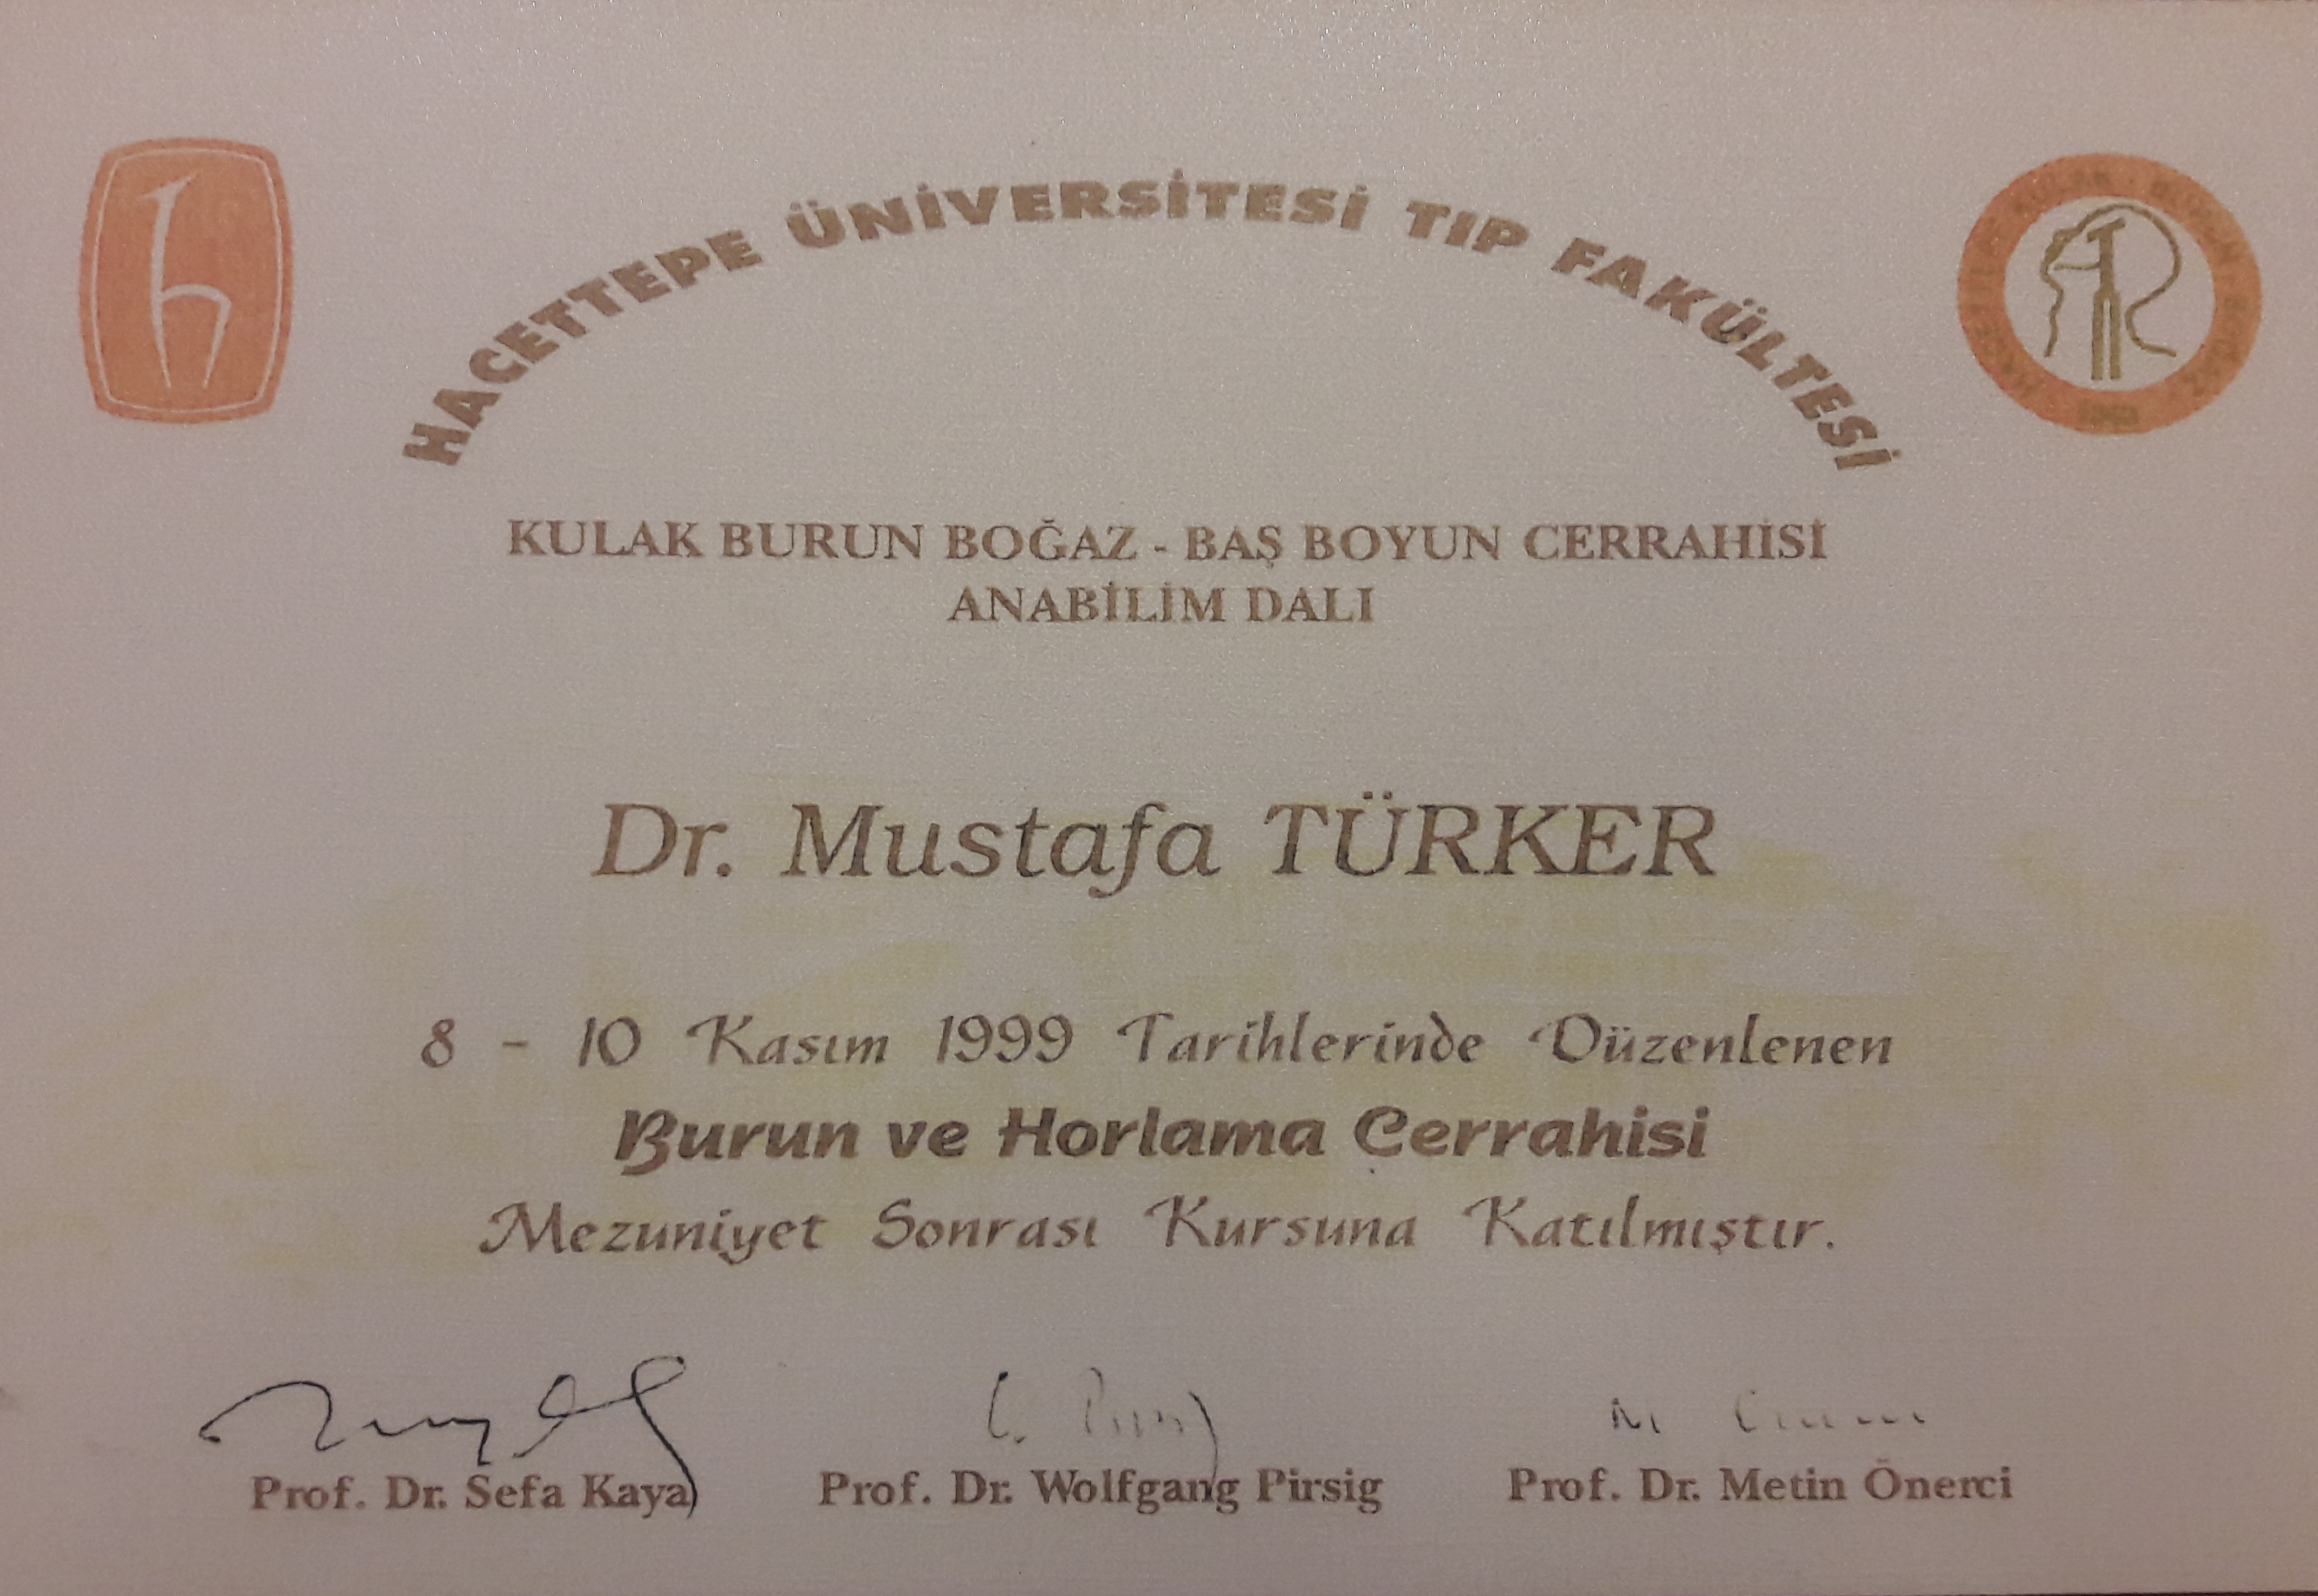 HACETTEPE ÜNİVERSİTESİ TIP FAKÜLTESİ
KULAK BURUN BOĞAZ - BAŞ BOYUN CERRAHİSİ
ANABİLİM DALI
Dr. Mustafa TÜRKER
8 - 10 Kasım 1999 Tarihlerinde Düzenlenen
Burun ve Horlama Cerrahisi
Mezuniyet Sonrası Kursuna Katılmıştır.
Prof. Dr. Sefa Kaya Prof. Dr. Wolfgang Pirsig Prof. Dr. Metin Önerci